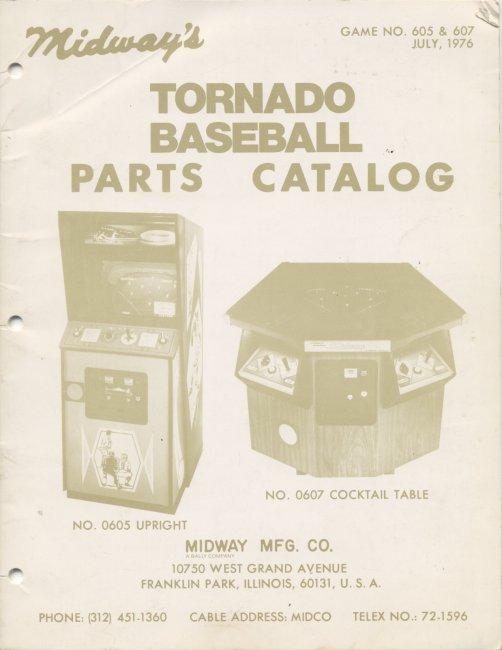 Midway's
GAME NO. 605 & 607
JULY, 1976
TORNADO
BASEBALL
PARTS CATALOG
NO. 0607 COCKTAIL TABLE
NO. 0605 UPRIGHT
MIDWAY MFG. CO.
A BALLY COMPANY
10750 WEST GRAND AVENUE
FRANKLIN PARK, ILLINOIS, 60131, U. S. A.
PHONE: (312) 451-1360 CABLE ADDRESS: MIDCO TELEX NO.: 72-1596